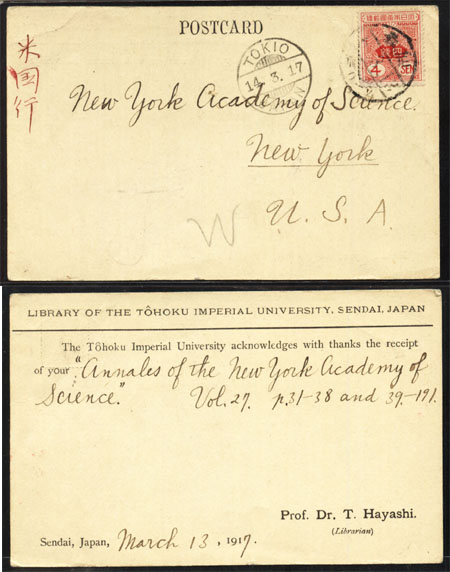 POSTCARD
米国行
TOKIO
14.3.17
4 SEN
New York Academy of Science.
New York
U. S. A.
W
LIBRARY OF THE TÔHOKU IMPERIAL UNIVERSITY, SENDAI, JAPAN
The Tôhoku Imperial University acknowledges with thanks the receipt
of your "Annales of the New York Academy of
Science." Vol. 27. p.31-38 and 39-191.
Prof. Dr. T. Hayashi.
(Librarian)
Sendai, Japan, March 13, 1917.